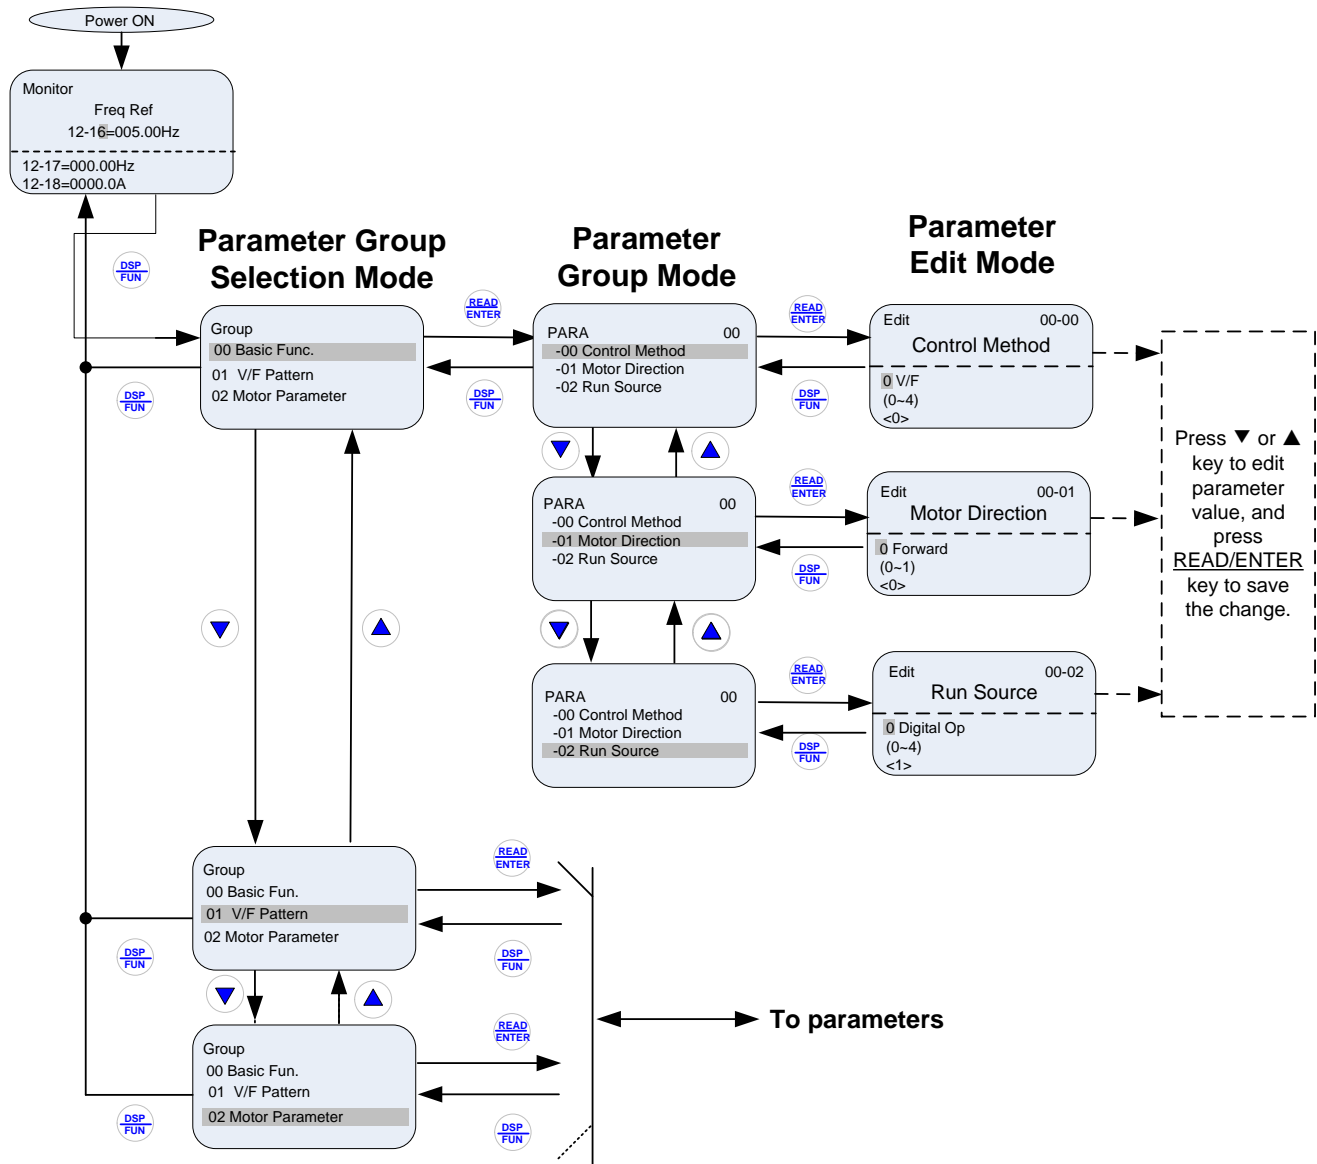 Power ON
Monitor
Freq Ref
12-16=005.00Hz
12-17=000.00Hz
12-18=0000.0A
DSP
FUN
Parameter Group
Selection Mode
Parameter
Group Mode
Parameter
Edit Mode
Group
00 Basic Func.
01 V/F Pattern
02 Motor Parameter
DSP
FUN
READ
ENTER
DSP
FUN
PARA 00
-00 Control Method
-01 Motor Direction
-02 Run Source
READ
ENTER
DSP
FUN
Edit 00-00
Control Method
0 V/F
(0~4)
<0>
PARA 00
-00 Control Method
-01 Motor Direction
-02 Run Source
READ
ENTER
DSP
FUN
Edit 00-01
Motor Direction
0 Forward
(0~1)
<0>
PARA 00
-00 Control Method
-01 Motor Direction
-02 Run Source
READ
ENTER
DSP
FUN
Edit 00-02
Run Source
0 Digital Op
(0~4)
<1>
Press ▼ or ▲
key to edit
parameter
value, and
press
READ/ENTER
key to save
the change.
Group
00 Basic Fun.
01 V/F Pattern
02 Motor Parameter
DSP
FUN
READ
ENTER
DSP
FUN
Group
00 Basic Fun.
01 V/F Pattern
02 Motor Parameter
DSP
FUN
READ
ENTER
DSP
FUN
To parameters